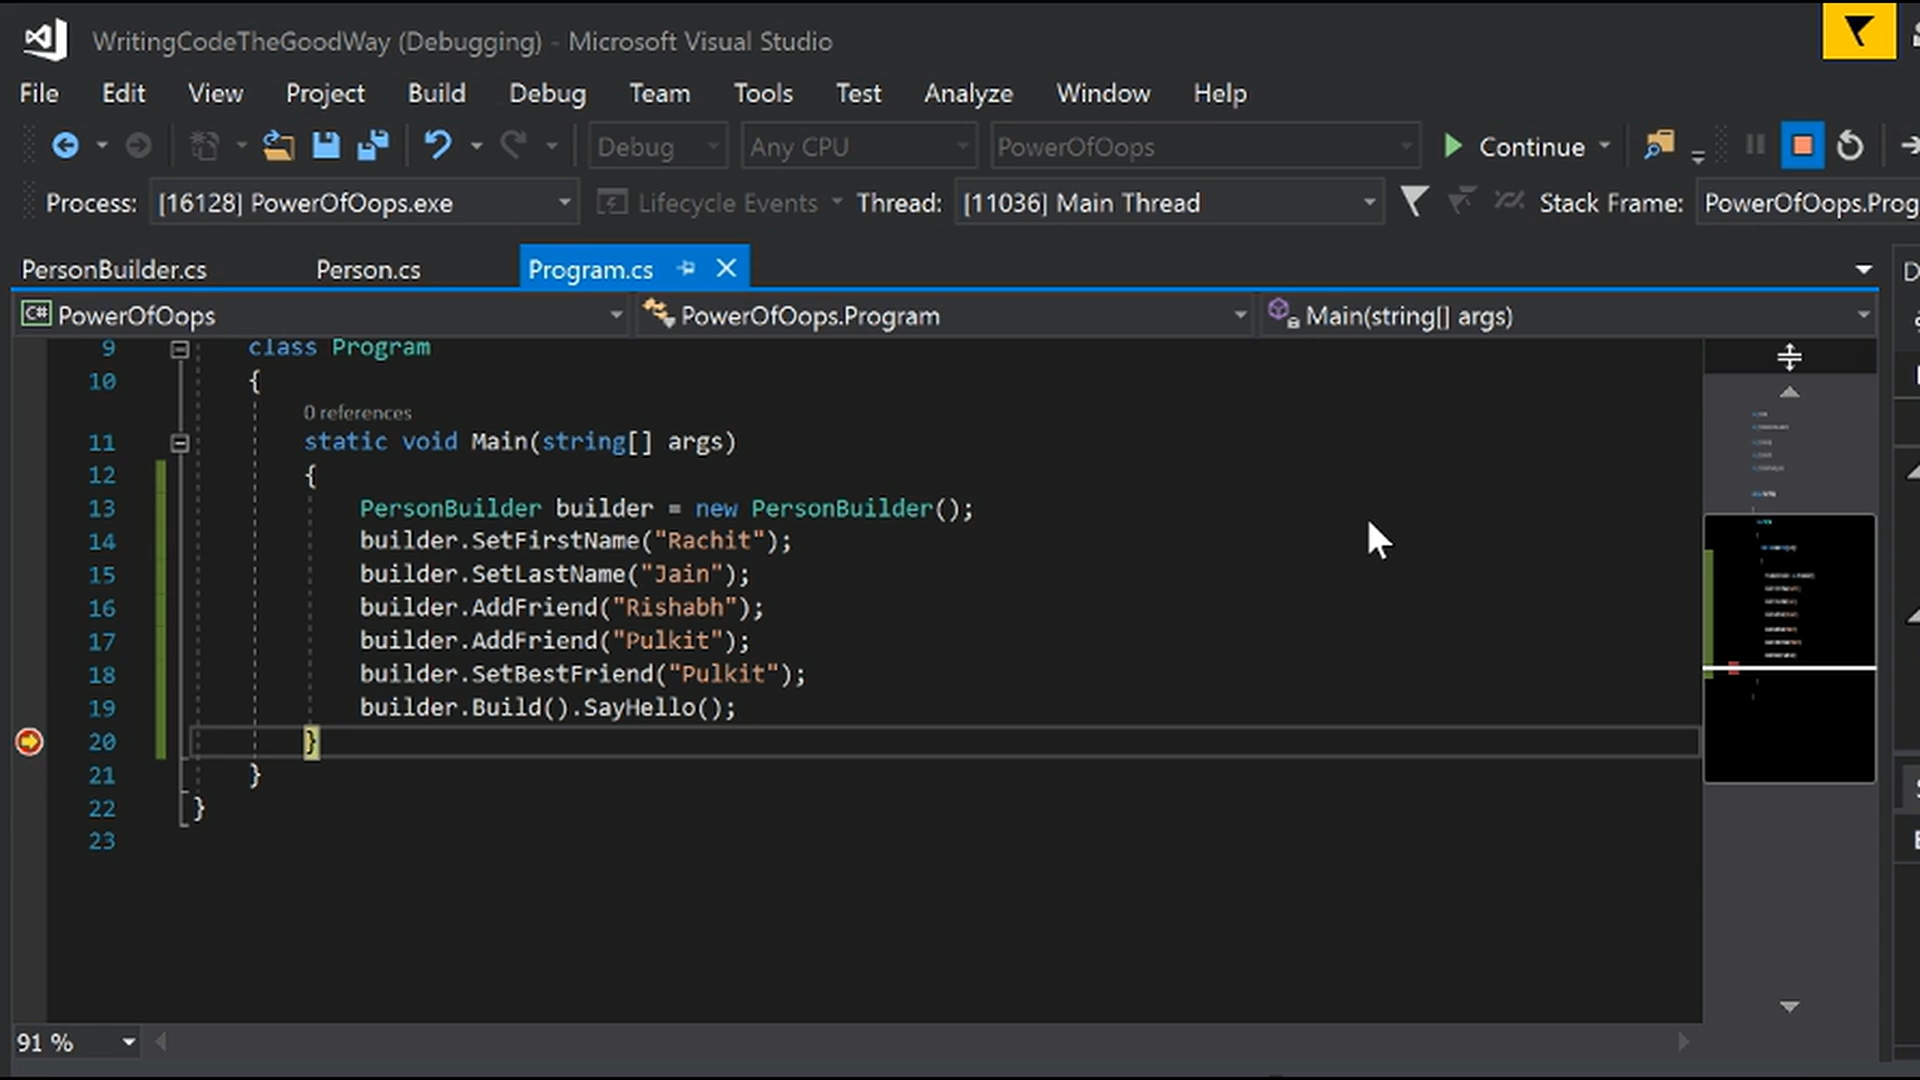 WritingCodeTheGoodWay (Debugging) - Microsoft Visual Studio
File Edit View Project Build Debug Team Tools Test Analyze Window Help
Debug Any CPU PowerOfOops Continue
Process: [16128] PowerOfOops.exe Lifecycle Events Thread: [11036] Main Thread Stack Frame: PowerOfOops.Prog
PersonBuilder.cs Person.cs Program.cs
C# PowerOfOops PowerOfOops.Program Main(string[] args)
9 class Program
10 {
0 references
11 static void Main(string[] args)
12 {
13 PersonBuilder builder = new PersonBuilder();
14 builder.SetFirstName("Rachit");
15 builder.SetLastName("Jain");
16 builder.AddFriend("Rishabh");
17 builder.AddFriend("Pulkit");
18 builder.SetBestFriend("Pulkit");
19 builder.Build().SayHello();
20 }
21 }
22 }
23
91 %